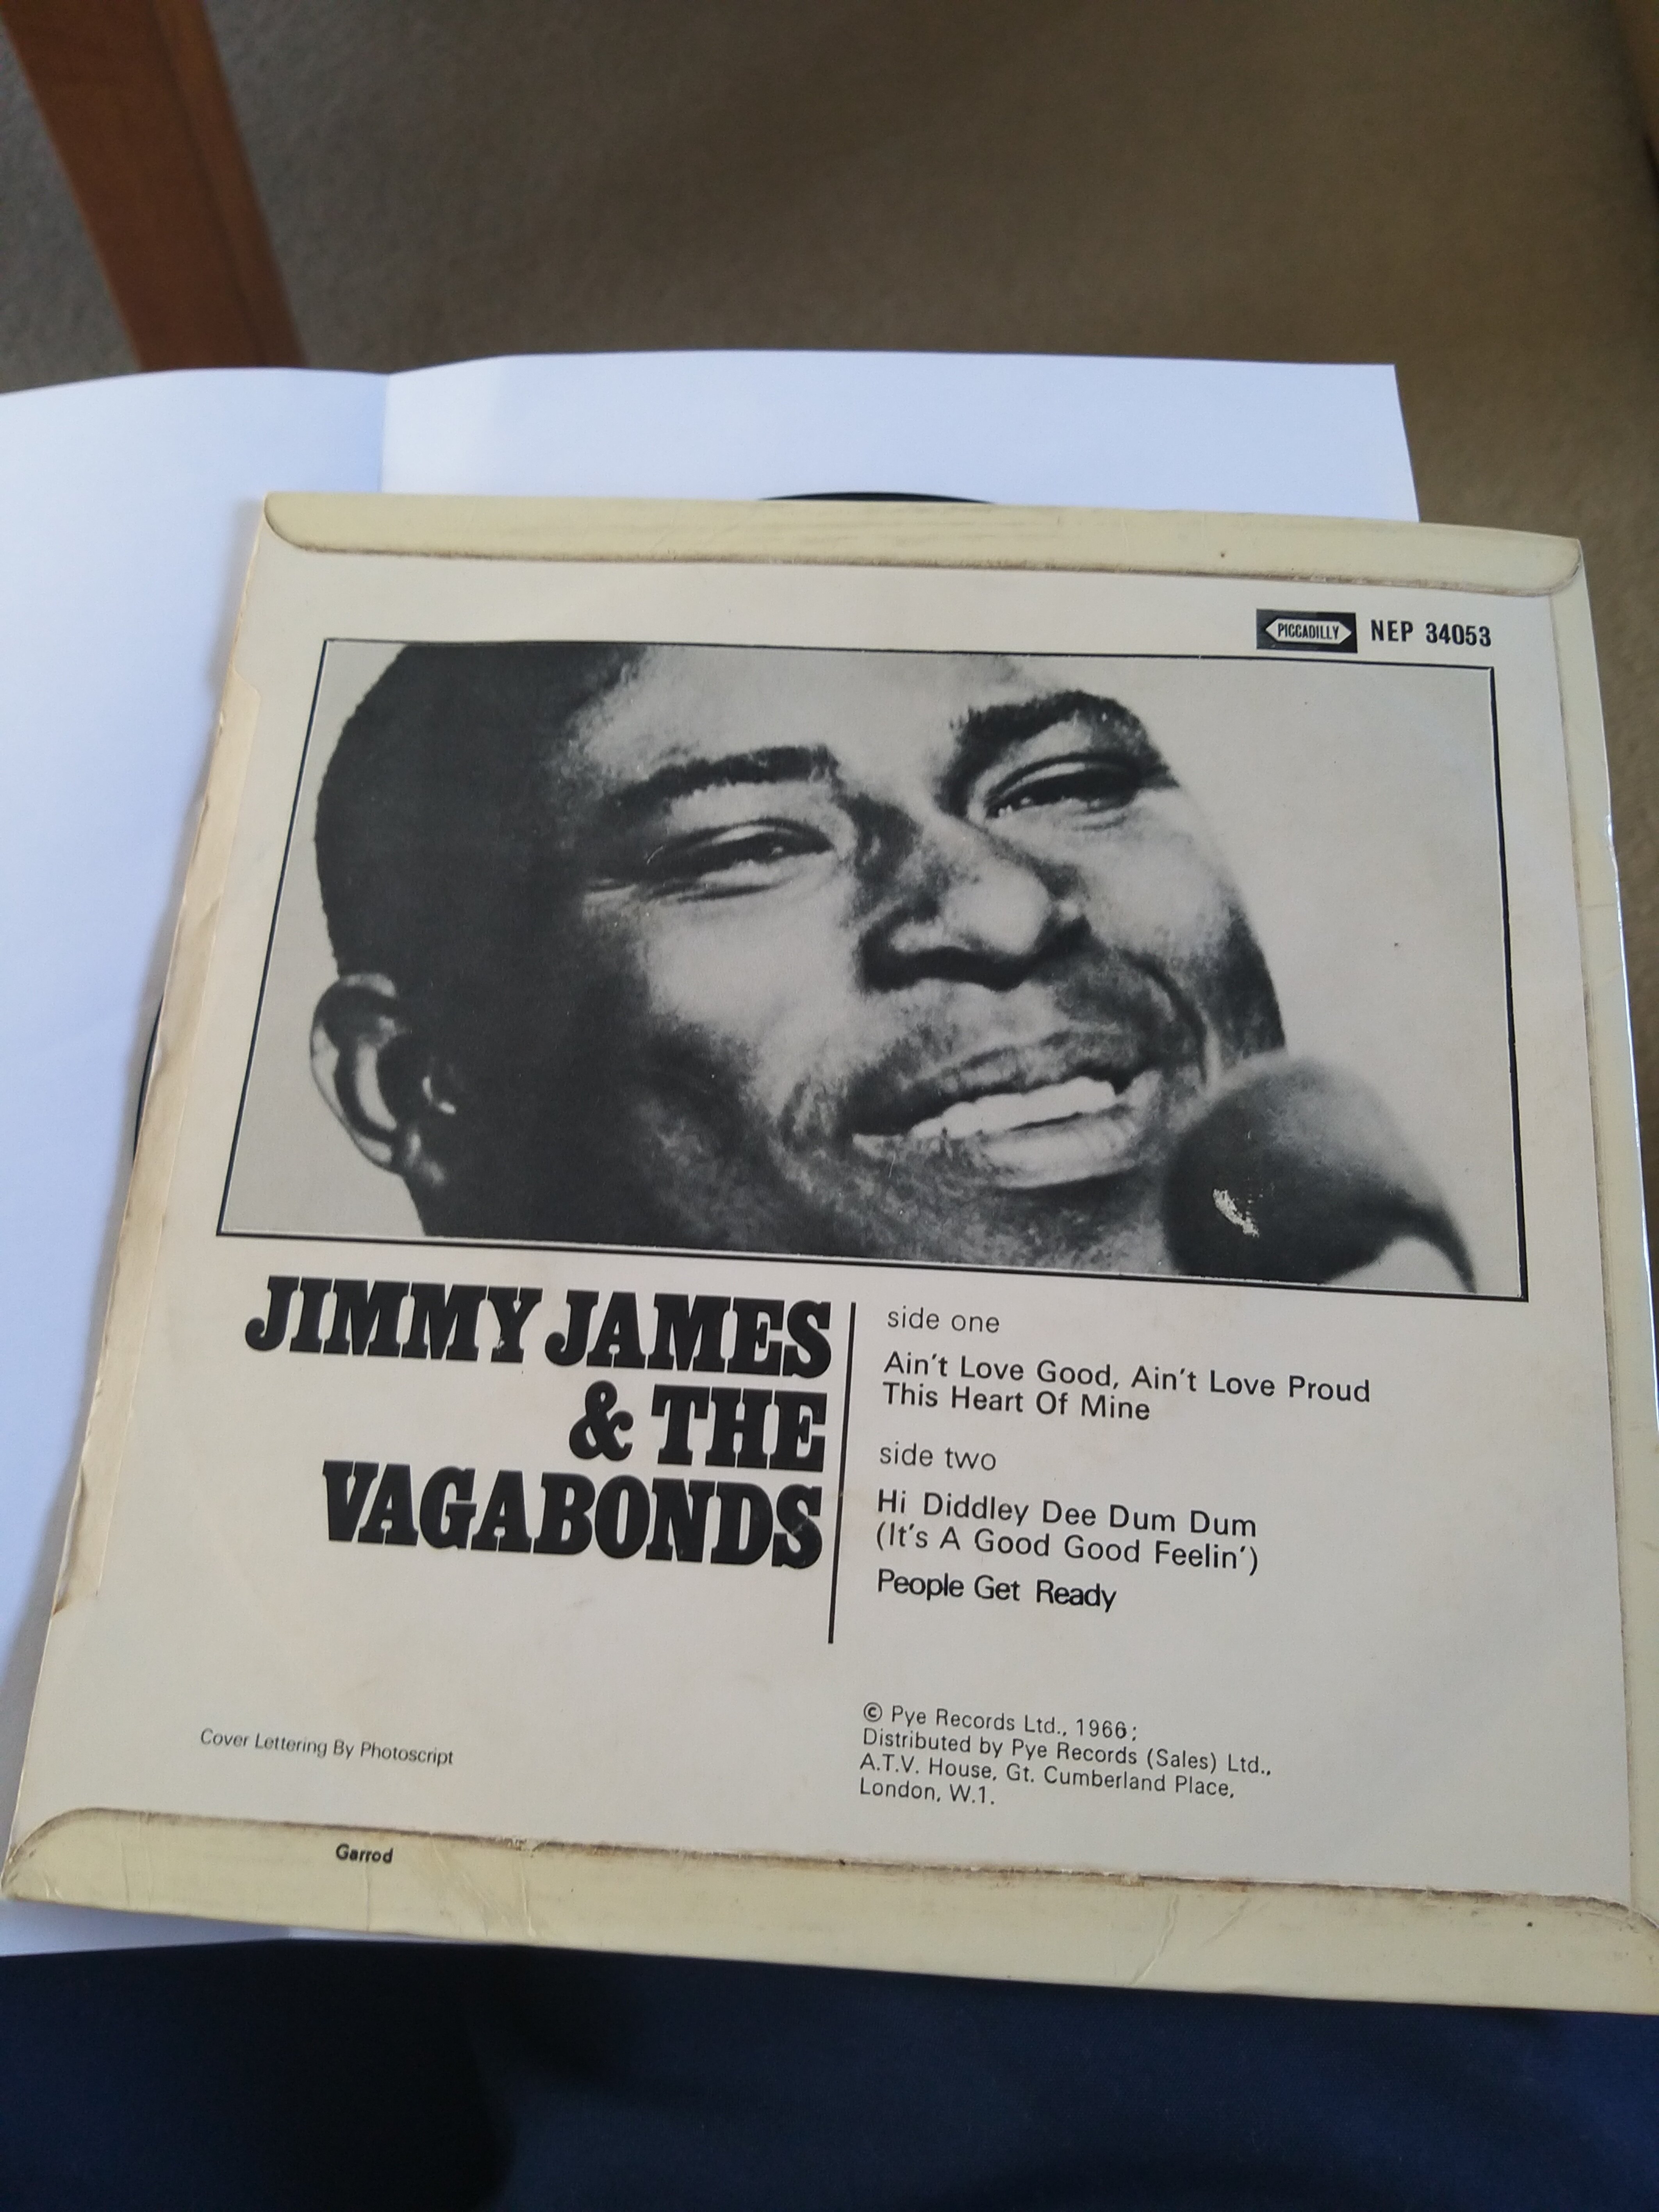 PICCADILLY NEP 34053
JIMMY JAMES
& THE
VAGABONDS
side one
Ain't Love Good, Ain't Love Proud
This Heart Of Mine
side two
Hi Diddley Dee Dum Dum
(It's A Good Good Feelin')
People Get Ready
Cover Lettering By Photoscript
© Pye Records Ltd., 1966;
Distributed by Pye Records (Sales) Ltd.,
A.T.V. House, Gt. Cumberland Place,
London, W.1.
Garrod